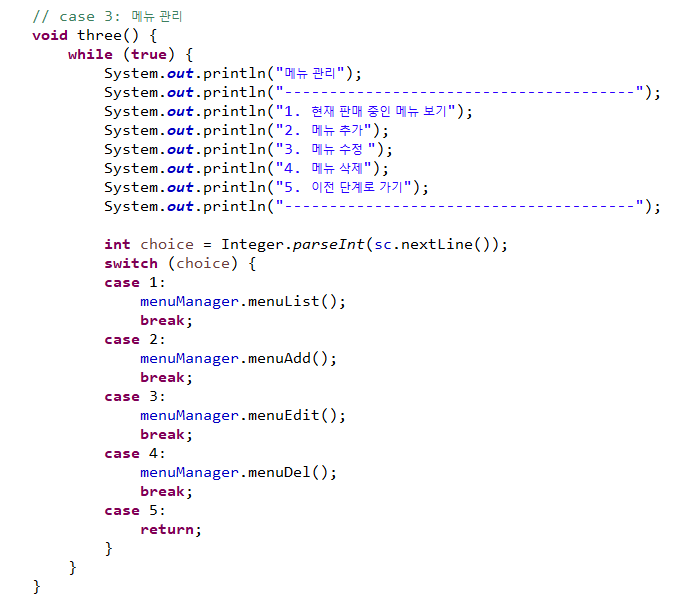 // case 3: 메뉴 관리
void three() {
    while (true) {
        System.out.println("메뉴 관리");
        System.out.println("---------------------------------------");
        System.out.println("1. 현재 판매 중인 메뉴 보기");
        System.out.println("2. 메뉴 추가");
        System.out.println("3. 메뉴 수정 ");
        System.out.println("4. 메뉴 삭제");
        System.out.println("5. 이전 단계로 가기");
        System.out.println("---------------------------------------");

        int choice = Integer.parseInt(sc.nextLine());
        switch (choice) {
        case 1:
            menuManager.menuList();
            break;
        case 2:
            menuManager.menuAdd();
            break;
        case 3:
            menuManager.menuEdit();
            break;
        case 4:
            menuManager.menuDel();
            break;
        case 5:
            return;
        }
    }
}